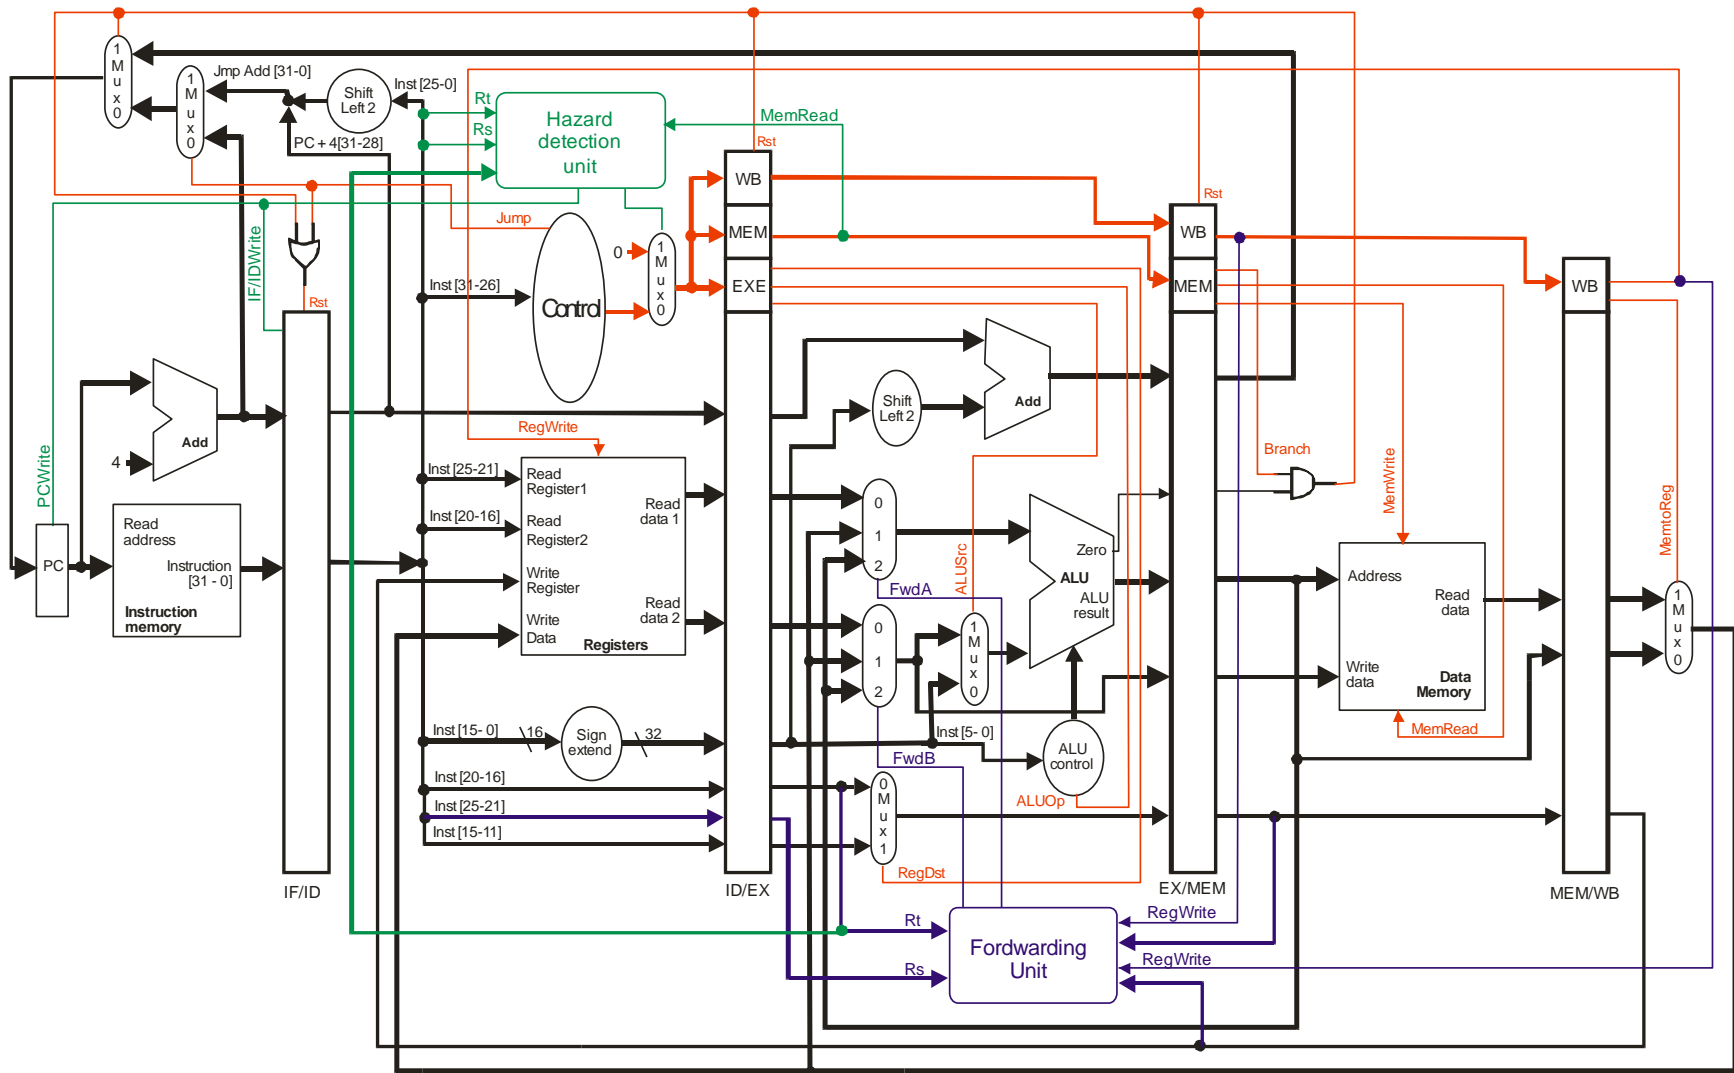 1
M
u
x
0
1
M
u
x
0
Jmp Add [31-0]
Shift
Left 2
Inst [25-0]
PC + 4[31-28]
Rt
Rs
Hazard
detection
unit
MemRead
Rst
WB
MEM
EXE
Jump
0
1
M
u
x
0
Inst [31-26]
Control
Rst
WB
MEM
WB
IF/IDWrite
PCWrite
Rst
Add
4
PC
Read
address
Instruction
[31 - 0]
Instruction
memory
IF/ID
RegWrite
Inst [25-21]
Inst [20-16]
Read
Register1
Read
Register2
Write
Register
Write
Data
Read
data 1
Read
data 2
Registers
Inst [15- 0]
16
Sign
extend
32
Inst [20-16]
Inst [25-21]
Inst [15-11]
ID/EX
Shift
Left 2
Add
0
1
2
FwdA
0
1
2
FwdB
ALUSrc
1
M
u
x
0
Zero
ALU
ALU
result
Inst [5- 0]
ALU
control
ALUOp
0
M
u
x
1
RegDst
EX/MEM
Branch
MemWrite
Address
Read
data
Write
data
Data
Memory
MemRead
MemtoReg
1
M
u
x
0
MEM/WB
Rt
Rs
Fordwarding
Unit
RegWrite
RegWrite